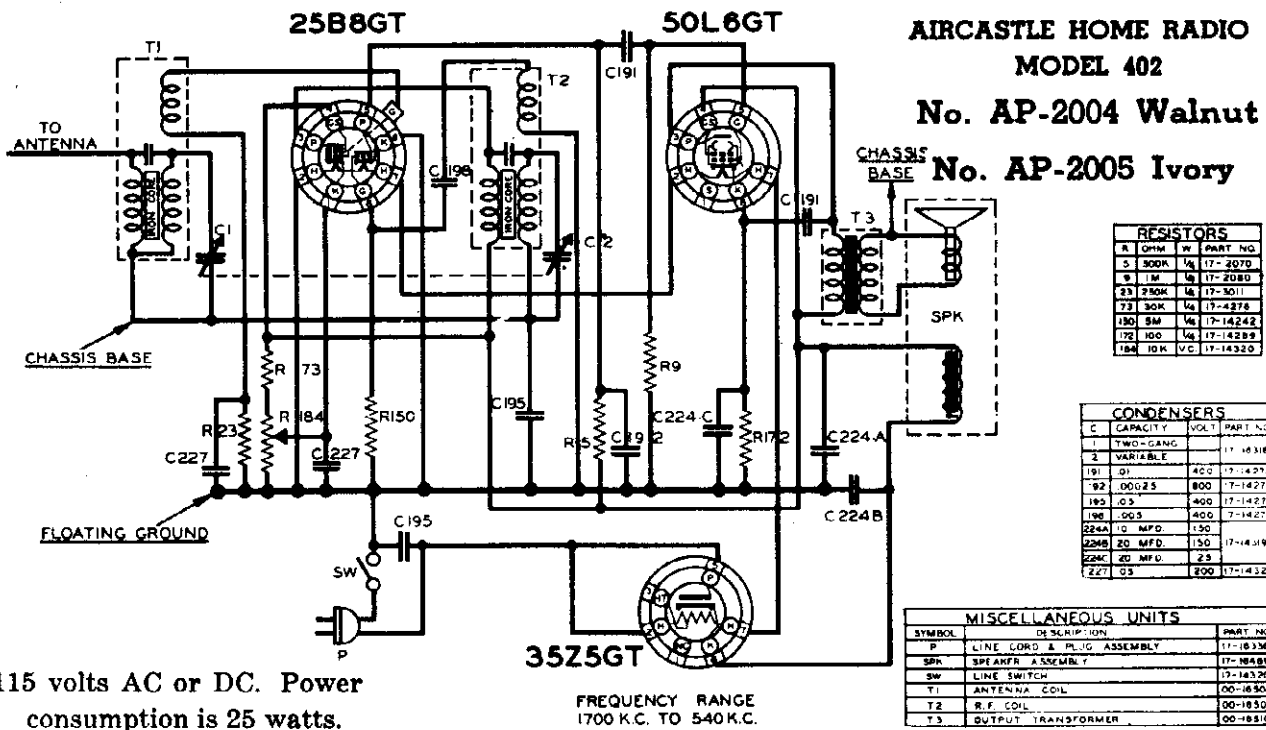 25B8GT
50L6GT
AIRCASTLE HOME RADIO
MODEL 402
No. AP-2004 Walnut
No. AP-2005 Ivory
T1
T2
C191
TO
ANTENNA
C198
CHASSIS
BASE
C191
T3
IRON CORE
IRON CORE
C1
SPK
CHASSIS BASE
R 73
R9
R184
R150
C195
C224C
R23
R172
C224A
C227
C227
C224B
FLOATING GROUND
C195
SW
P
35Z5GT
115 volts AC or DC. Power
consumption is 25 watts.
FREQUENCY RANGE
1700 K.C. TO 540 K.C.
RESISTORS
R OHM W PART NO
5 500K 1/4 17-2070
9 1M 1/4 17-2080
23 250K 1/4 17-3011
73 30K 1/4 17-4276
150 5M 1/4 17-14242
172 100 1/4 17-14289
184 10K V.C. 17-14320
CONDENSERS
C CAPACITY VOLT PART NO
1 TWO-GANG
2 VARIABLE
191 .01 400
192 .00025 800
195 .05 400
198 .005 400
224A 10 MFD. 150
224B 20 MFD. 150
224C 20 MFD. 25
227 .05 200
MISCELLANEOUS UNITS
SYMBOL DESCRIPTION PART NO
P LINE CORD & PLUG ASSEMBLY
SPK SPEAKER ASSEMBLY
SW LINE SWITCH
T1 ANTENNA COIL
T2 R.F. COIL
T3 OUTPUT TRANSFORMER